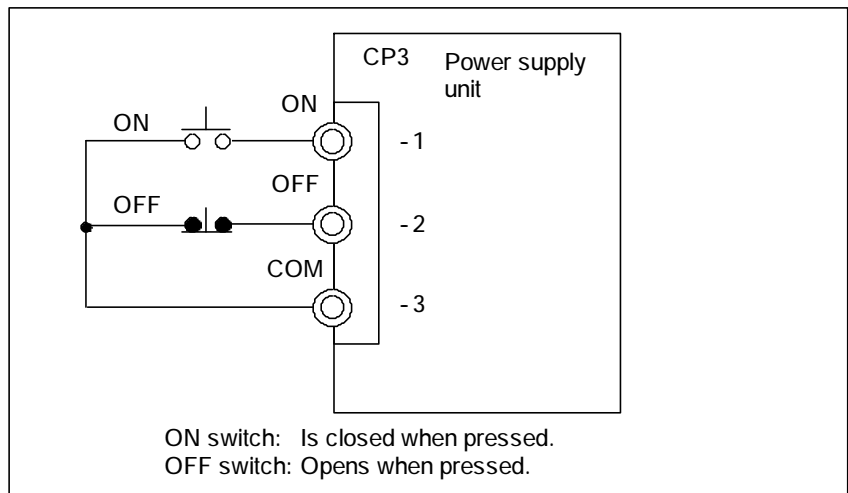 CP3 Power supply
unit
ON
ON
-1
OFF
OFF
-2
COM
-3
ON switch: Is closed when pressed.
OFF switch: Opens when pressed.